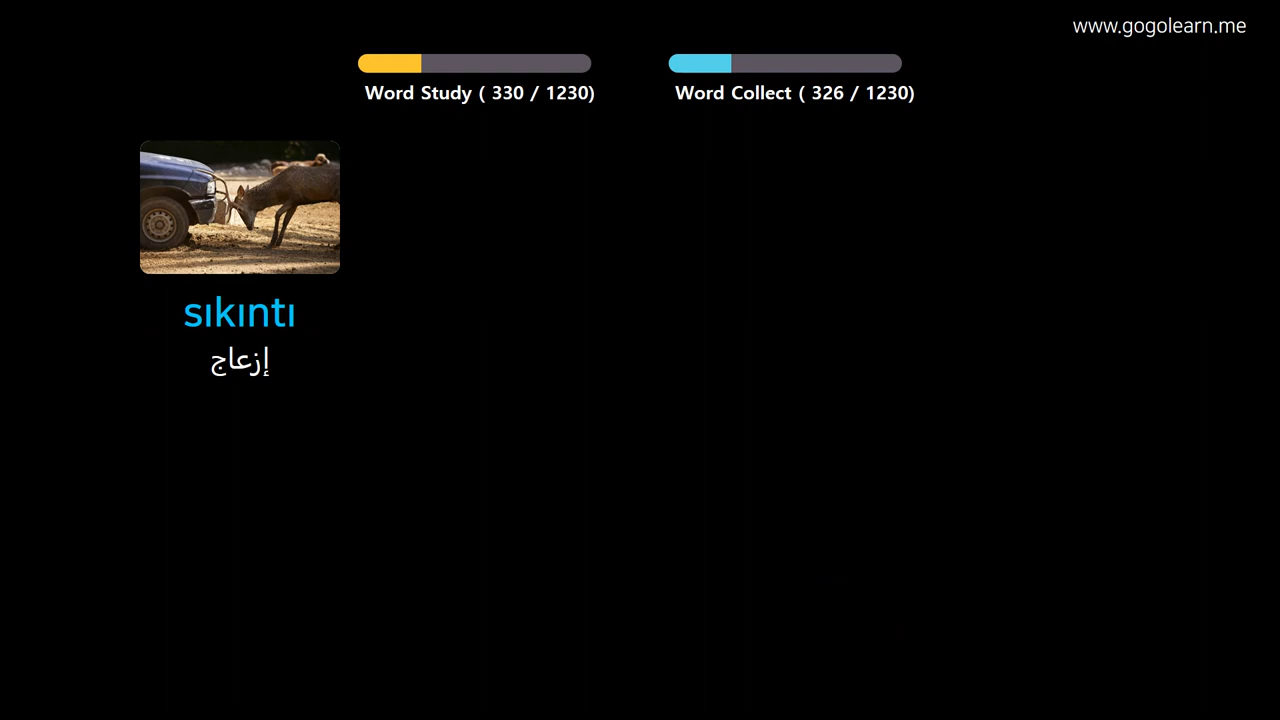 www.gogolearn.me
Word Study ( 330 / 1230)
Word Collect ( 326 / 1230)
sıkıntı
إزعاج